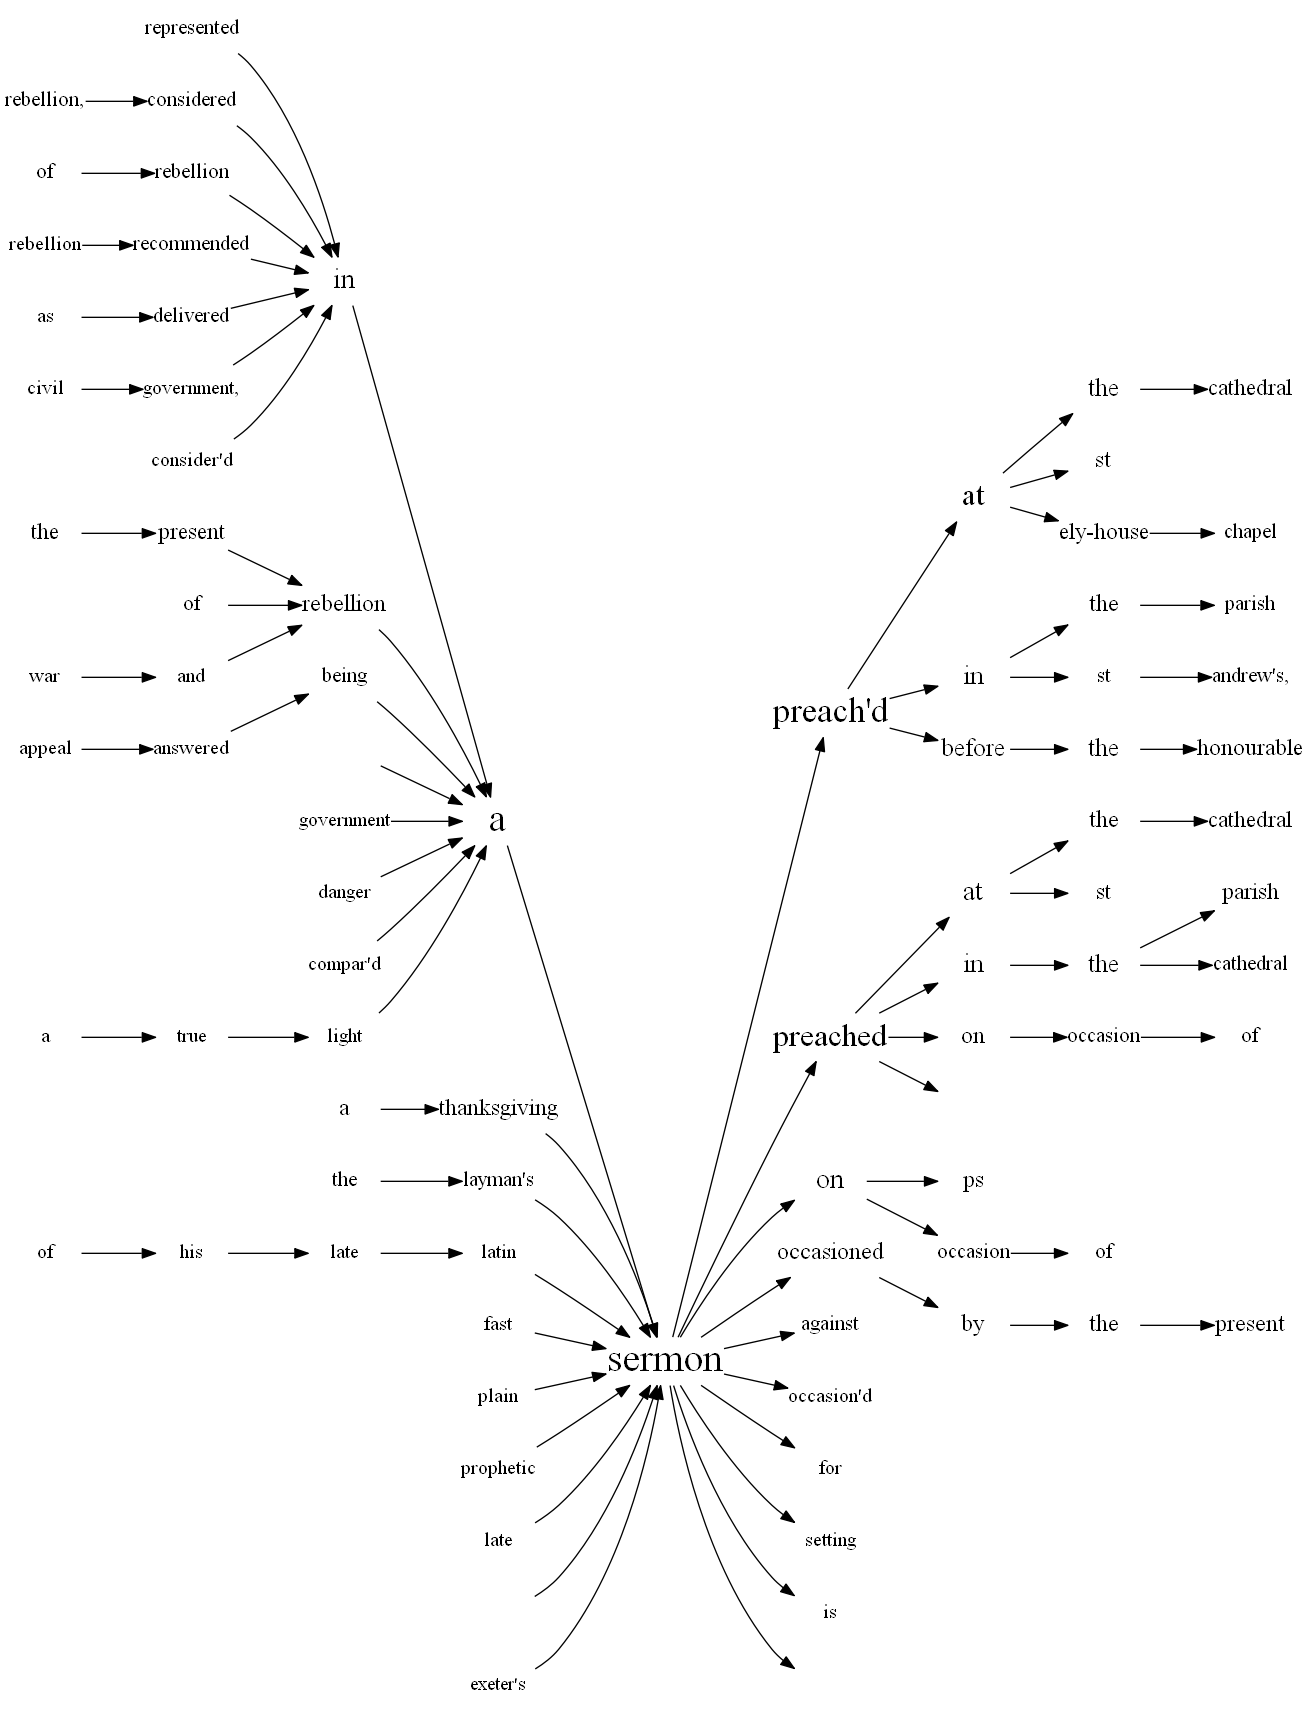 represented
rebellion, considered
of rebellion
rebellion recommended
in
as delivered
civil government,
the cathedral
consider'd
st
at
the present
ely-house chapel
of rebellion
the parish
war and being
in st andrew's,
preach'd
appeal answered
before the honourable
government a
the cathedral
danger
at st parish
compar'd
in the cathedral
a true light
preached on occasion of
a thanksgiving
the layman's
on ps
of his late latin
occasioned occasion of
fast
against by the present
sermon
plain
occasion'd
prophetic
for
late
setting
is
exeter's